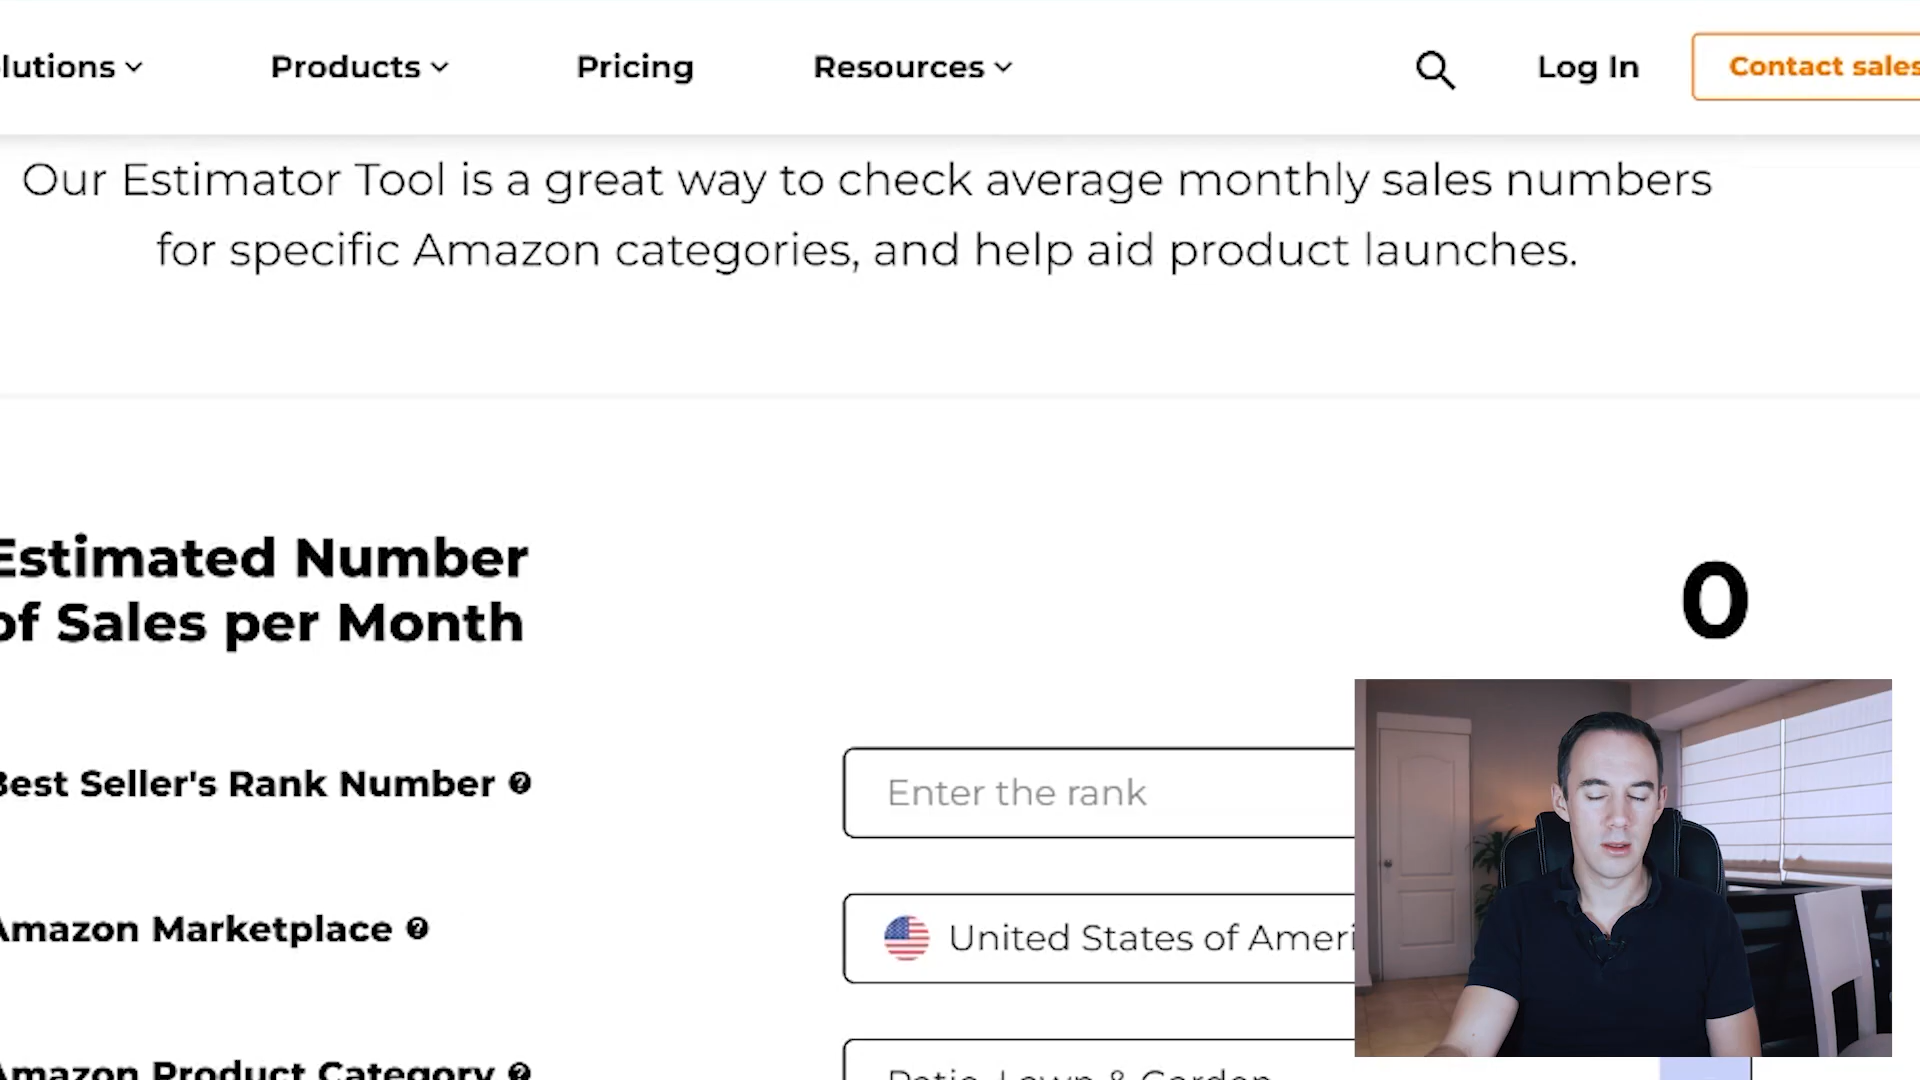 lutions
Products
Pricing
Resources
Log In
Contact sales
Our Estimator Tool is a great way to check average monthly sales numbers
for specific Amazon categories, and help aid product launches.
Estimated Number
of Sales per Month
0
Best Seller's Rank Number ?
Enter the rank
Amazon Marketplace ?
United States of Ameri
Amazon Product Category ?
Patio, Lawn & Garden